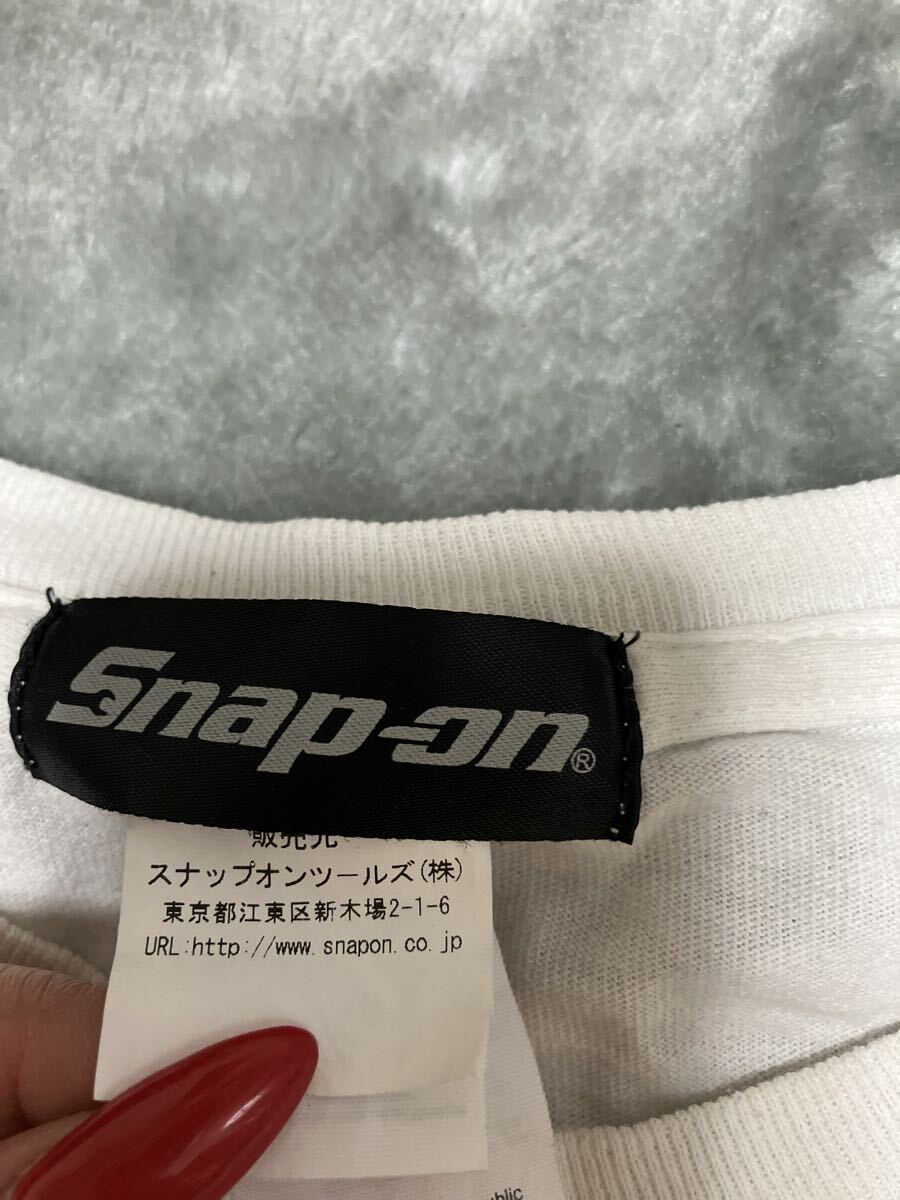 Snap-on®
販売元
スナップオンツールズ(株)
東京都江東区新木場2-1-6
URL:http://www.snapon.co.jp